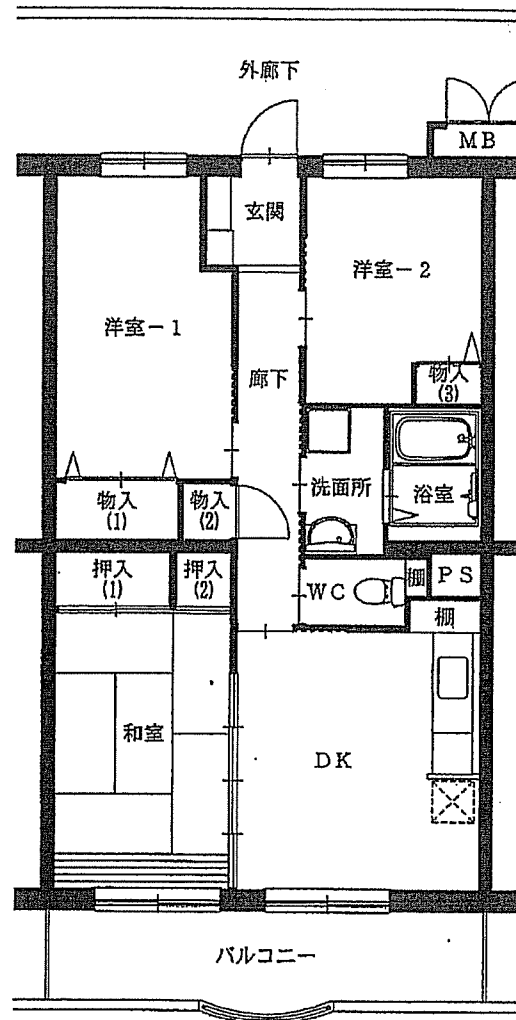 外廊下
MB
玄関
洋室－2
洋室－1
廊下
物入
(3)
洗面所
浴室
物入
(1)
物入
(2)
押入
(1)
押入
(2)
WC
棚
PS
棚
和室
DK
バルコニー